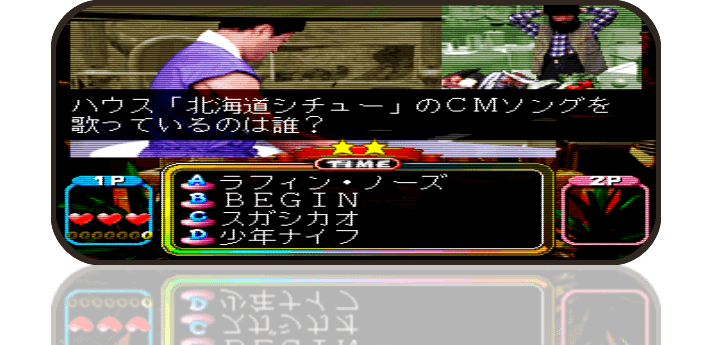 ハウス「北海道シチュー」のCMソングを
歌っているのは誰？
TIME
1P
2P
A ラフィン・ノーズ
B BEGIN
C スガシカオ
D 少年ナイフ